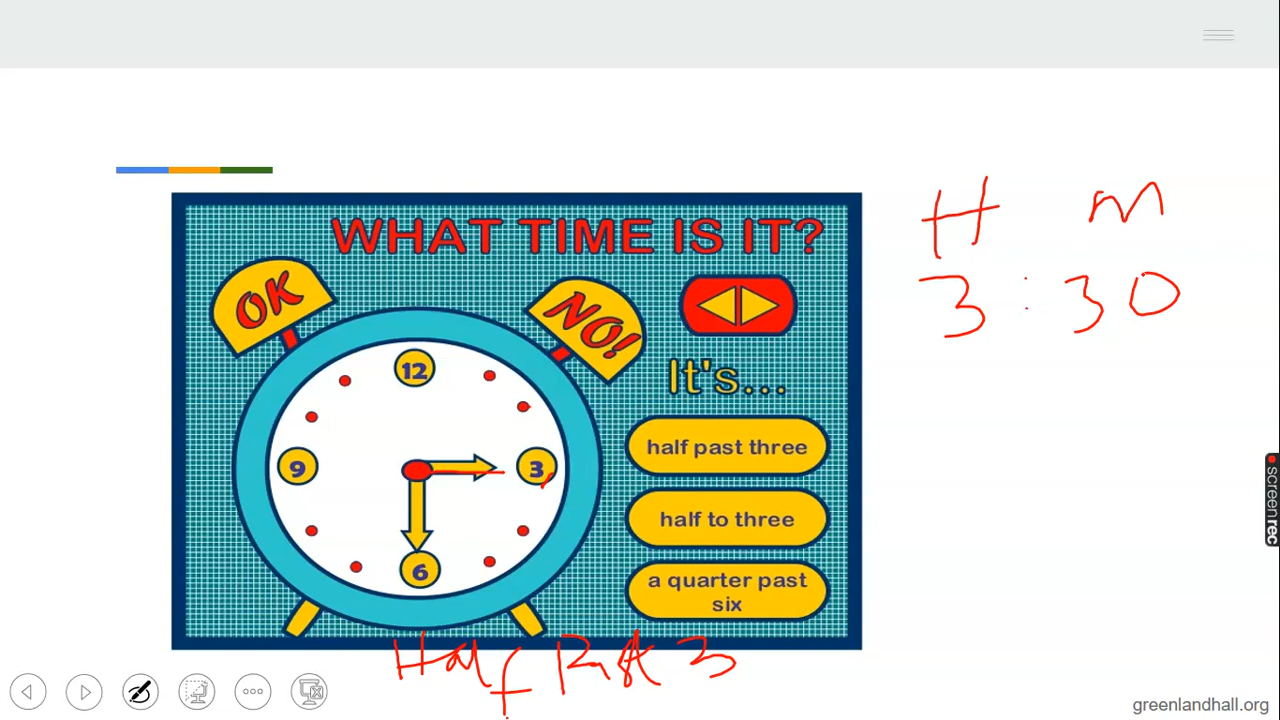 H M
3 : 30
WHAT TIME IS IT?
OK
NO!
12
It's...
half past three
9
3
half to three
6
a quarter past
six
Half Past 3
greenlandhall.org
screenrec